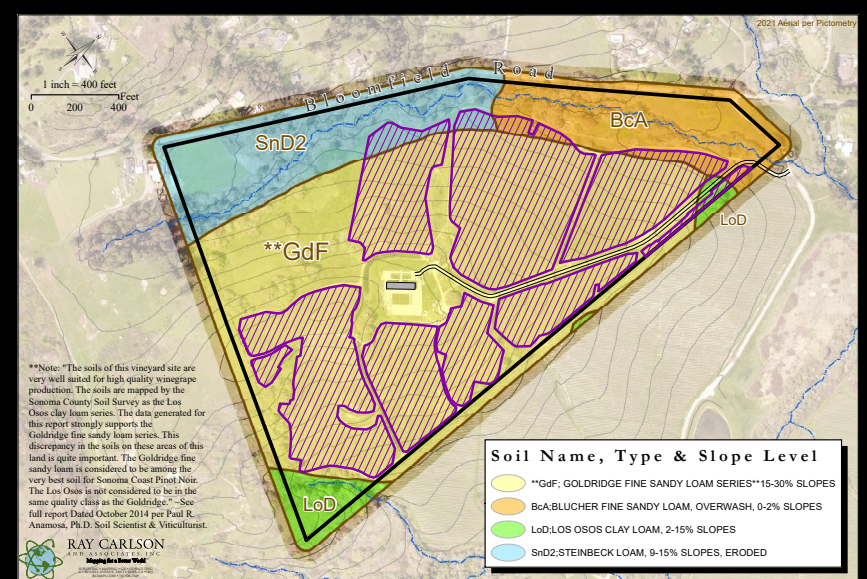 2021 Aerial per Pictometry
1 inch = 400 feet
Feet
0 200 400
Bloomfield Road
SnD2
BcA
LoD
**GdF
LoD
**Note: "The soils of this vineyard site are
very well suited for high quality winegrape
production. The soils are mapped by the
Sonoma County Soil Survey as the Los
Osos clay loam series. The data generated for
this report strongly supports the
Goldridge fine sandy loam series. This
discrepancy in the soils on these areas of this
land is quite important. The Goldridge fine
sandy loam is considered to be among the
very best soil for Sonoma Coast Pinot Noir.
The Los Osos is not considered to be in the
same quality class as the Goldridge." ~See
full report Dated October 2014 per Paul R.
Anamosa, Ph.D. Soil Scientist & Viticulturist.
RAY CARLSON
AND ASSOCIATES, INC.
Mapping for a Better World
Soil Name, Type & Slope Level
**GdF; GOLDRIDGE FINE SANDY LOAM SERIES**15-30% SLOPES
BcA;BLUCHER FINE SANDY LOAM, OVERWASH, 0-2% SLOPES
LoD;LOS OSOS CLAY LOAM, 2-15% SLOPES
SnD2;STEINBECK LOAM, 9-15% SLOPES, ERODED